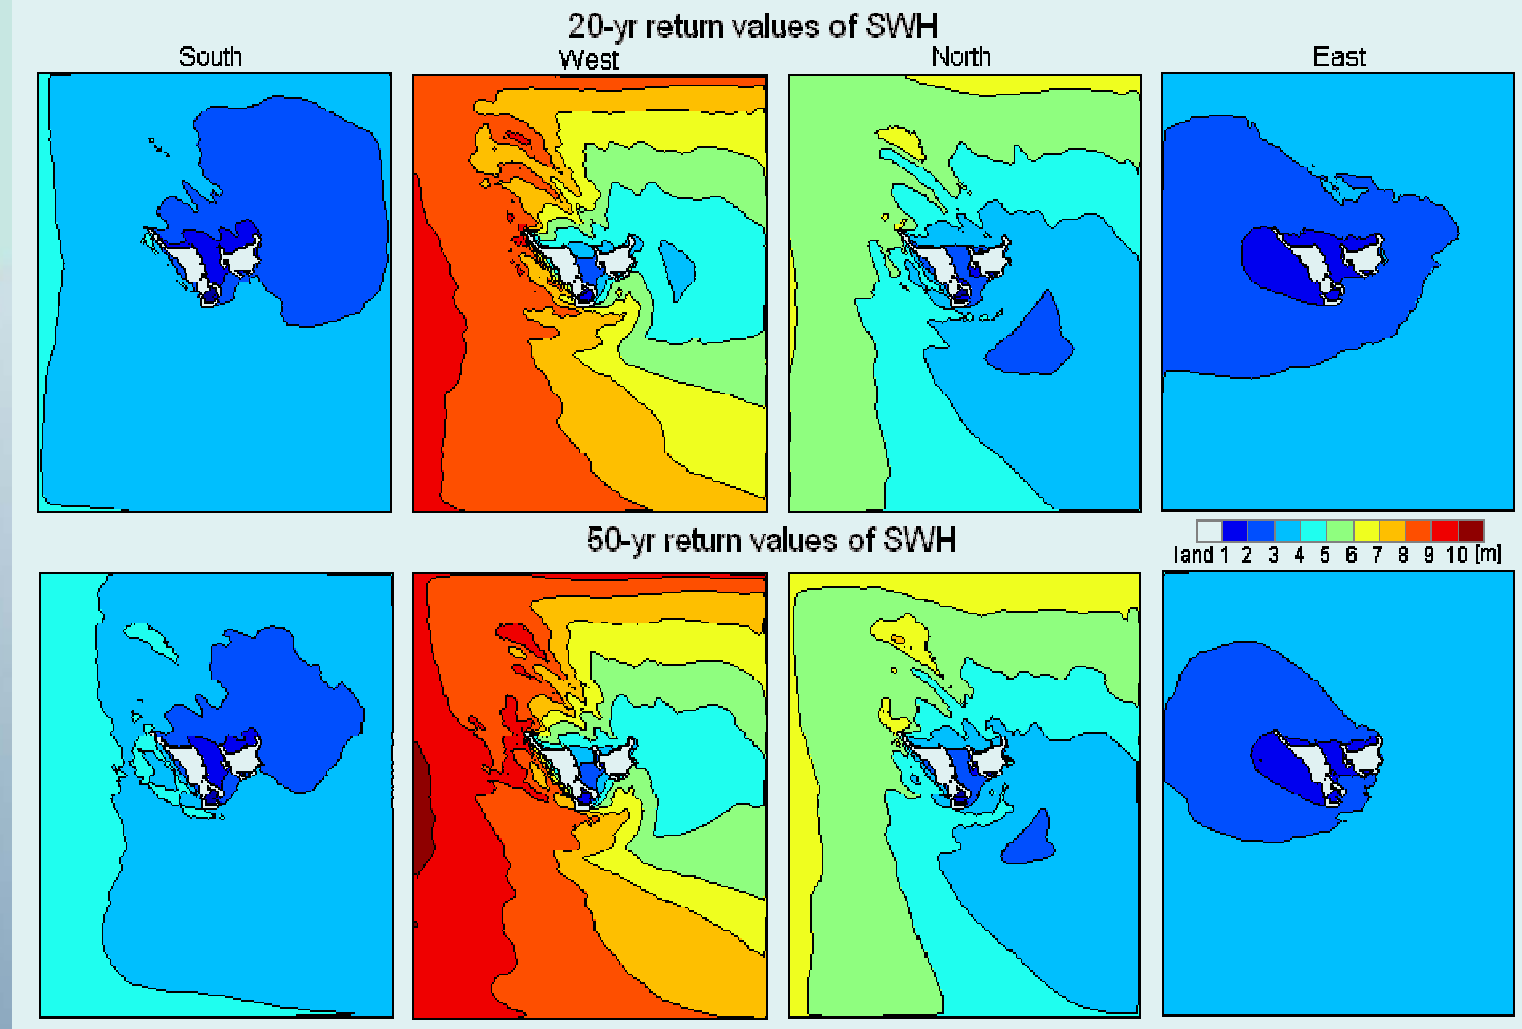 20-yr return values of SWH
South West North East
50-yr return values of SWH
land 1 2 3 4 5 6 7 8 9 10 [m]